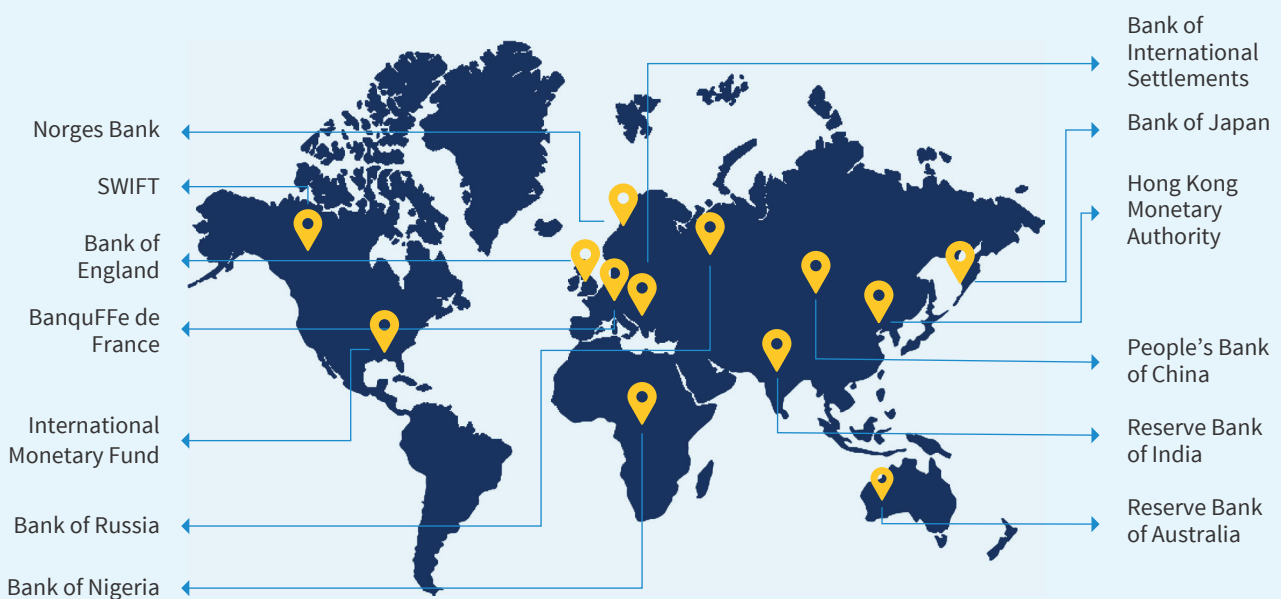 Norges Bank
SWIFT
Bank of
England
BanquFFe de
France
International
Monetary Fund
Bank of Russia
Bank of Nigeria
Bank of
International
Settlements
Bank of Japan
Hong Kong
Monetary
Authority
People’s Bank
of China
Reserve Bank
of India
Reserve Bank
of Australia